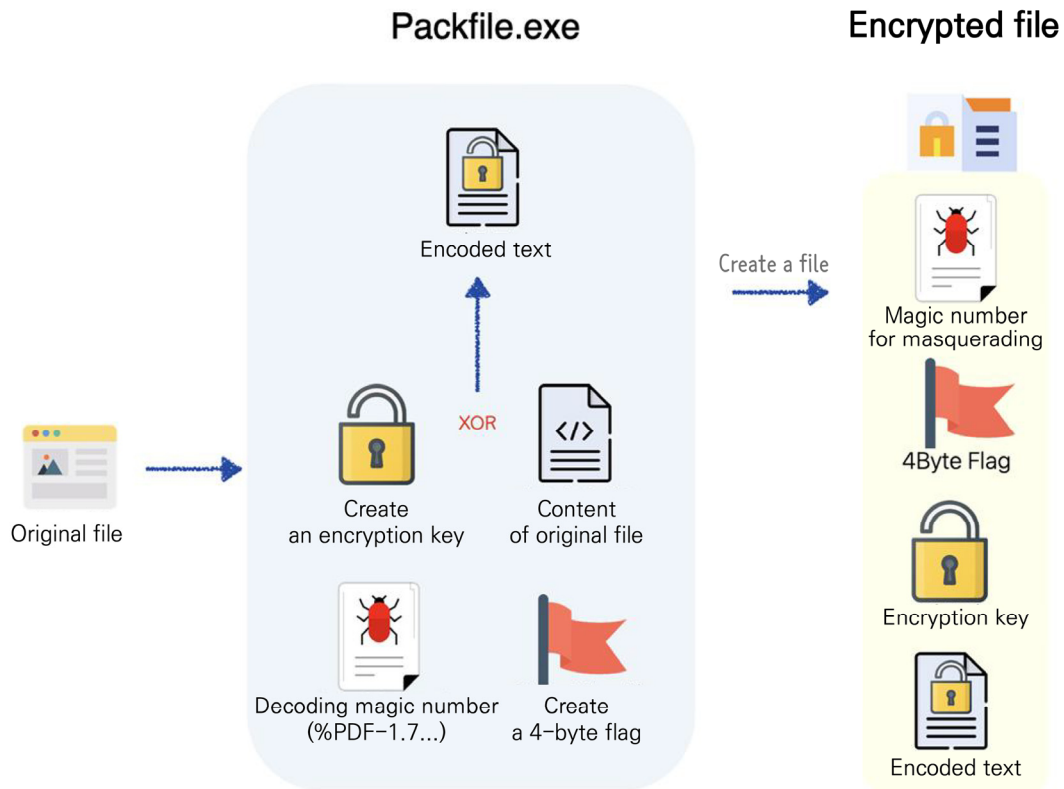 Packfile.exe
Encrypted file
Encoded text
Create a file
Magic number
for masquerading
XOR
4Byte Flag
Original file
Create
an encryption key
Content
of original file
Encryption key
Decoding magic number
(%PDF-1.7...)
Create
a 4-byte flag
Encoded text